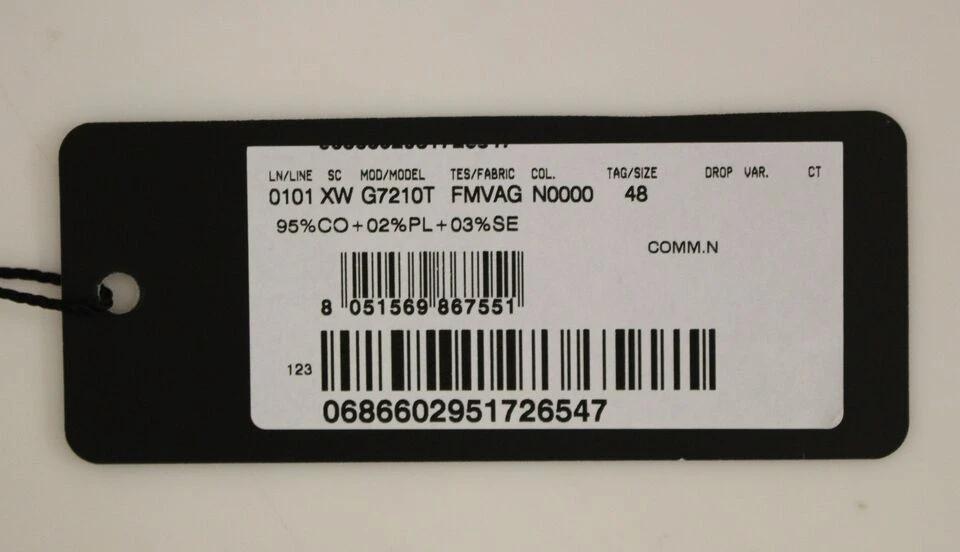 LN/LINE SC MOD/MODEL TES/FABRIC COL. TAG/SIZE DROP VAR. CT
0101 XW G7210T FMVAG N0000 48
95%CO+02%PL+03%SE
COMM.N
8 051569 867551
123
0686602951726547